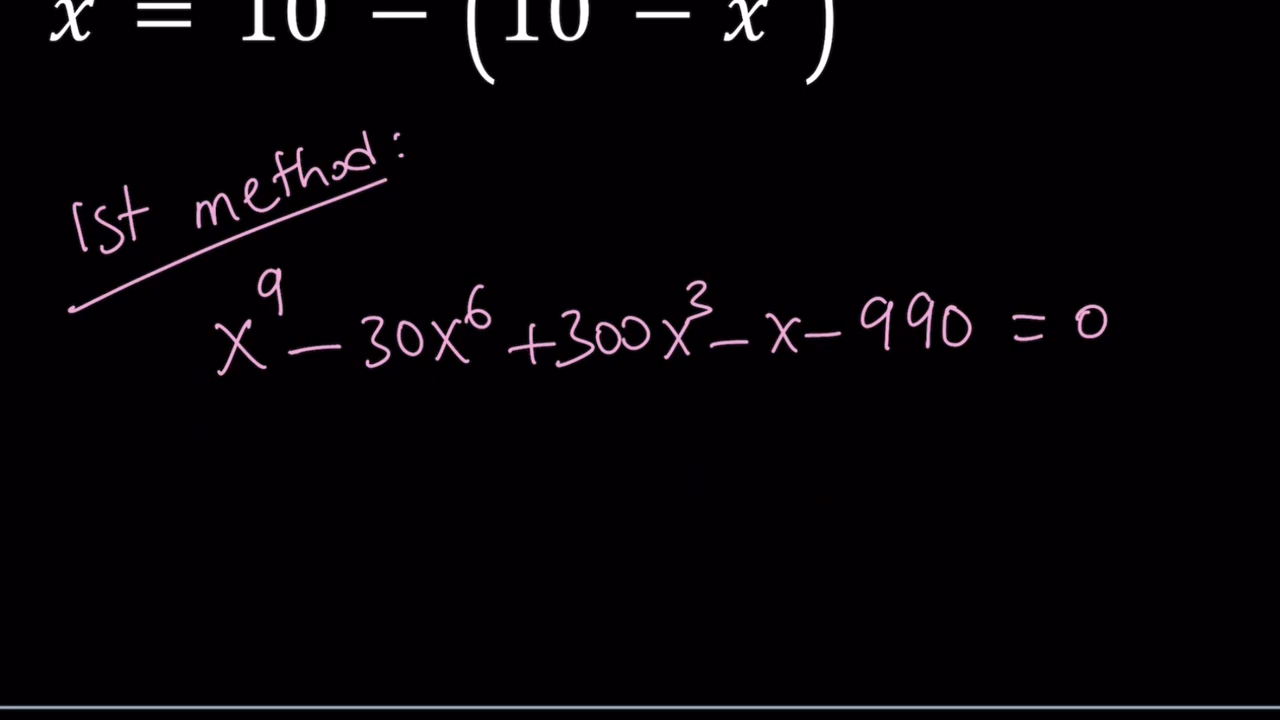 x = 10 − (10 − x )
1st method:
x⁹ − 30x⁶ + 300x³ − x − 990 = 0